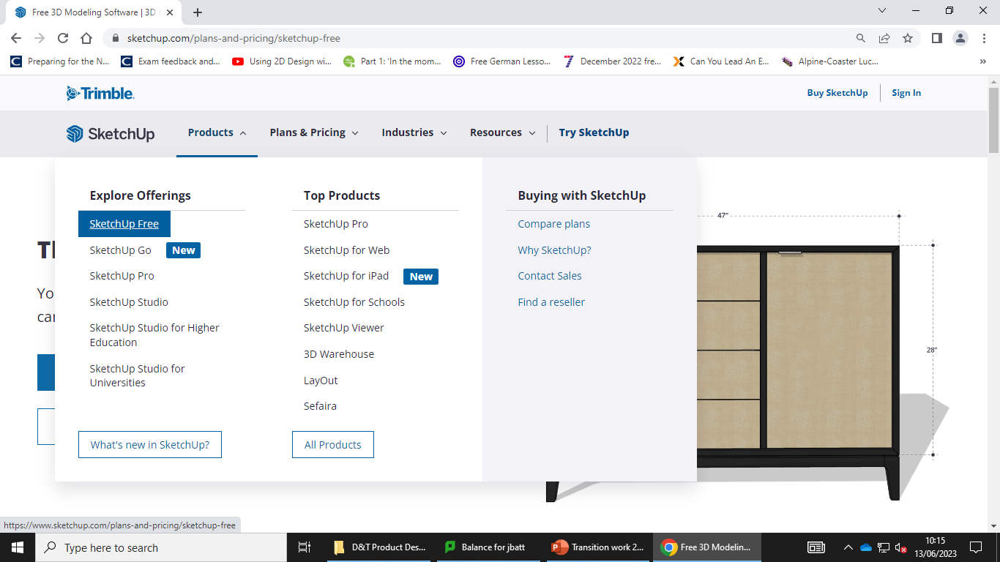 Free 3D Modeling Software | 3D
sketchup.com/plans-and-pricing/sketchup-free
Preparing for the N...
Exam feedback and...
Using 2D Design wi...
Part 1: ‘In the mom...
Free German Lesso...
December 2022 fre...
Can You Lead An E...
Alpine-Coaster Luc...
»
Trimble.
Buy SketchUp
Sign In
SketchUp
Products
Plans & Pricing
Industries
Resources
Try SketchUp
Explore Offerings
SketchUp Free
SketchUp Go New
SketchUp Pro
SketchUp Studio
SketchUp Studio for Higher
Education
SketchUp Studio for
Universities
What's new in SketchUp?
Top Products
SketchUp Pro
SketchUp for Web
SketchUp for iPad New
SketchUp for Schools
SketchUp Viewer
3D Warehouse
LayOut
Sefaira
All Products
Buying with SketchUp
Compare plans
Why SketchUp?
Contact Sales
Find a reseller
47"
28"
https://www.sketchup.com/plans-and-pricing/sketchup-free
Type here to search
D&T Product Des...
Balance for jbatt
Transition work 2...
Free 3D Modelin...
10:15
13/06/2023